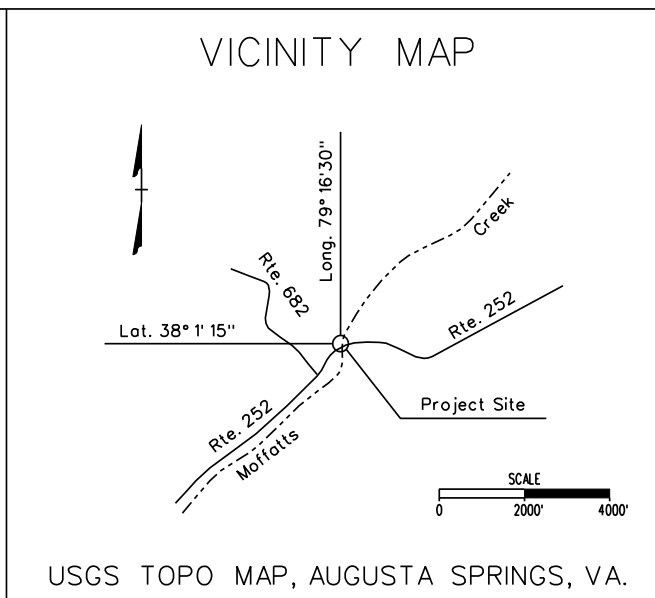 VICINITY MAP
Long. 79° 16'30"
Creek
Rte. 682
Rte. 252
Lat. 38° 1' 15"
Project Site
Rte. 252
Moffatts
SCALE
0 2000' 4000'
USGS TOPO MAP, AUGUSTA SPRINGS, VA.